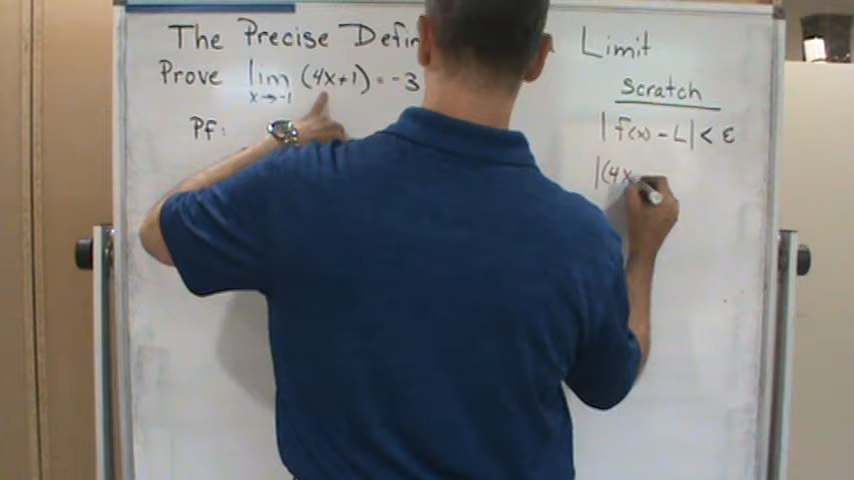 The Precise Defin Limit
Prove lim (4x+1) = -3
x→-1
Pf:
Scratch
| f(x) - L | < ε
|(4x